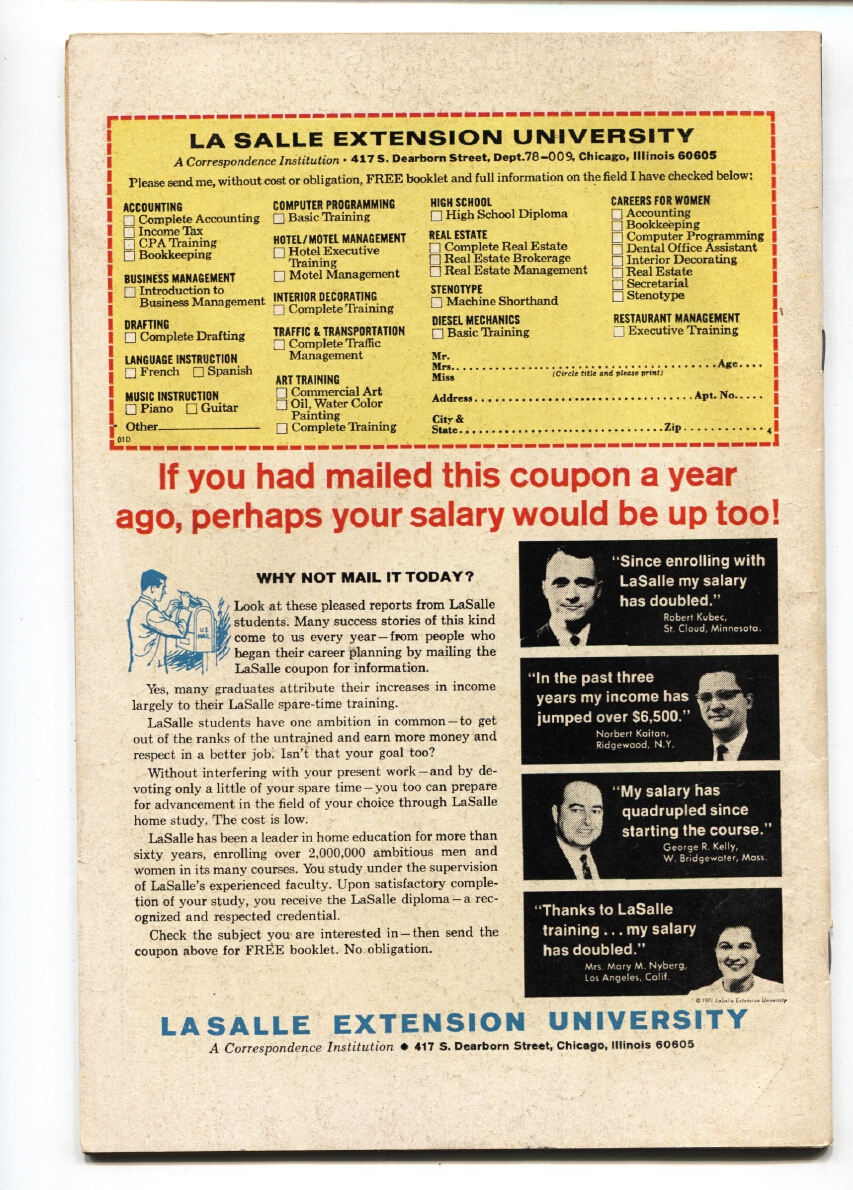 LA SALLE EXTENSION UNIVERSITY
A Correspondence Institution • 417 S. Dearborn Street, Dept. 78-009, Chicago, Illinois 60605
Please send me, without cost or obligation, FREE booklet and full information on the field I have checked below:
ACCOUNTING
Complete Accounting
Income Tax
CPA Training
Bookkeeping
BUSINESS MANAGEMENT
Introduction to
Business Management
DRAFTING
Complete Drafting
LANGUAGE INSTRUCTION
French Spanish
MUSIC INSTRUCTION
Piano Guitar
Other
01D
COMPUTER PROGRAMMING
Basic Training
HOTEL/MOTEL MANAGEMENT
Hotel Executive
Training
Motel Management
INTERIOR DECORATING
Complete Training
TRAFFIC & TRANSPORTATION
Complete Traffic
Management
ART TRAINING
Commercial Art
Oil, Water Color
Painting
Complete Training
HIGH SCHOOL
High School Diploma
REAL ESTATE
Complete Real Estate
Real Estate Brokerage
Real Estate Management
STENOTYPE
Machine Shorthand
DIESEL MECHANICS
Basic Training
CAREERS FOR WOMEN
Accounting
Bookkeeping
Computer Programming
Dental Office Assistant
Interior Decorating
Real Estate
Secretarial
Stenotype
RESTAURANT MANAGEMENT
Executive Training
Mr.
Mrs. Age
Miss (Circle title and please print)
Address Apt. No.
City &
State Zip 4
If you had mailed this coupon a year
ago, perhaps your salary would be up too!
WHY NOT MAIL IT TODAY?
U.S.
MAIL
Look at these pleased reports from LaSalle
students. Many success stories of this kind
come to us every year—from people who
began their career planning by mailing the
LaSalle coupon for information.
Yes, many graduates attribute their increases in income
largely to their LaSalle spare-time training.
LaSalle students have one ambition in common—to get
out of the ranks of the untrained and earn more money and
respect in a better job. Isn't that your goal too?
Without interfering with your present work—and by de-
voting only a little of your spare time—you too can prepare
for advancement in the field of your choice through LaSalle
home study. The cost is low.
LaSalle has been a leader in home education for more than
sixty years, enrolling over 2,000,000 ambitious men and
women in its many courses. You study under the supervision
of LaSalle's experienced faculty. Upon satisfactory comple-
tion of your study, you receive the LaSalle diploma—a rec-
ognized and respected credential.
Check the subject you are interested in—then send the
coupon above for FREE booklet. No obligation.
"Since enrolling with
LaSalle my salary
has doubled."
Robert Kubec,
St. Cloud, Minnesota.
"In the past three
years my income has
jumped over $6,500."
Norbert Kaitan,
Ridgewood, N.Y.
"My salary has
quadrupled since
starting the course."
George R. Kelly,
W. Bridgewater, Mass.
"Thanks to LaSalle
training . . . my salary
has doubled."
Mrs. Mary M. Nyberg,
Los Angeles, Calif.
© 1971 LaSalle Extension University
LASALLE EXTENSION UNIVERSITY
A Correspondence Institution ● 417 S. Dearborn Street, Chicago, Illinois 60605